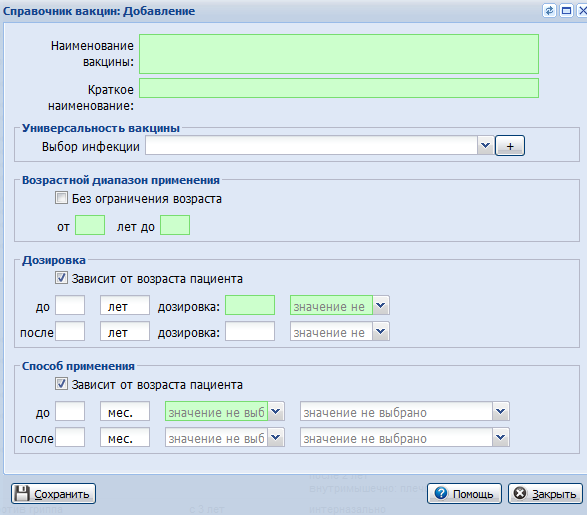 Справочник вакцин: Добавление
Наименование
вакцины:
Краткое
наименование:
Универсальность вакцины
Выбор инфекции +
Возрастной диапазон применения
Без ограничения возраста
от лет до
Дозировка
Зависит от возраста пациента
до лет дозировка: значение не
после лет дозировка: значение не
Способ применения
Зависит от возраста пациента
до мес. значение не выб значение не выбрано
после мес. значение не выб значение не выбрано
Сохранить Помощь Закрыть